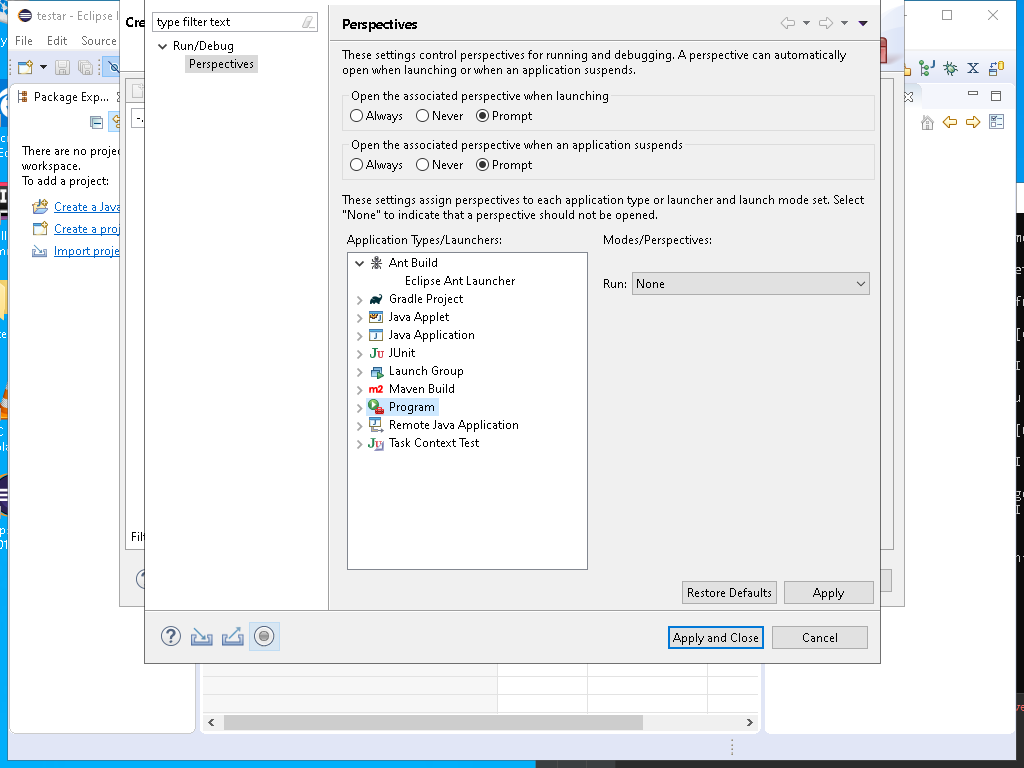 testar - Eclipse I
File Edit Source
Package Exp...
There are no proje
workspace.
To add a project:
Create a Java
Create a proj
Import proje
Cre
Filt
type filter text
Run/Debug
Perspectives
Perspectives
These settings control perspectives for running and debugging. A perspective can automatically
open when launching or when an application suspends.
Open the associated perspective when launching
Always Never Prompt
Open the associated perspective when an application suspends
Always Never Prompt
These settings assign perspectives to each application type or launcher and launch mode set. Select
"None" to indicate that a perspective should not be opened.
Application Types/Launchers:
Modes/Perspectives:
Ant Build
Eclipse Ant Launcher
Gradle Project
Java Applet
Java Application
JUnit
Launch Group
m2 Maven Build
Program
Remote Java Application
Task Context Test
Run: None
Restore Defaults Apply
Apply and Close Cancel